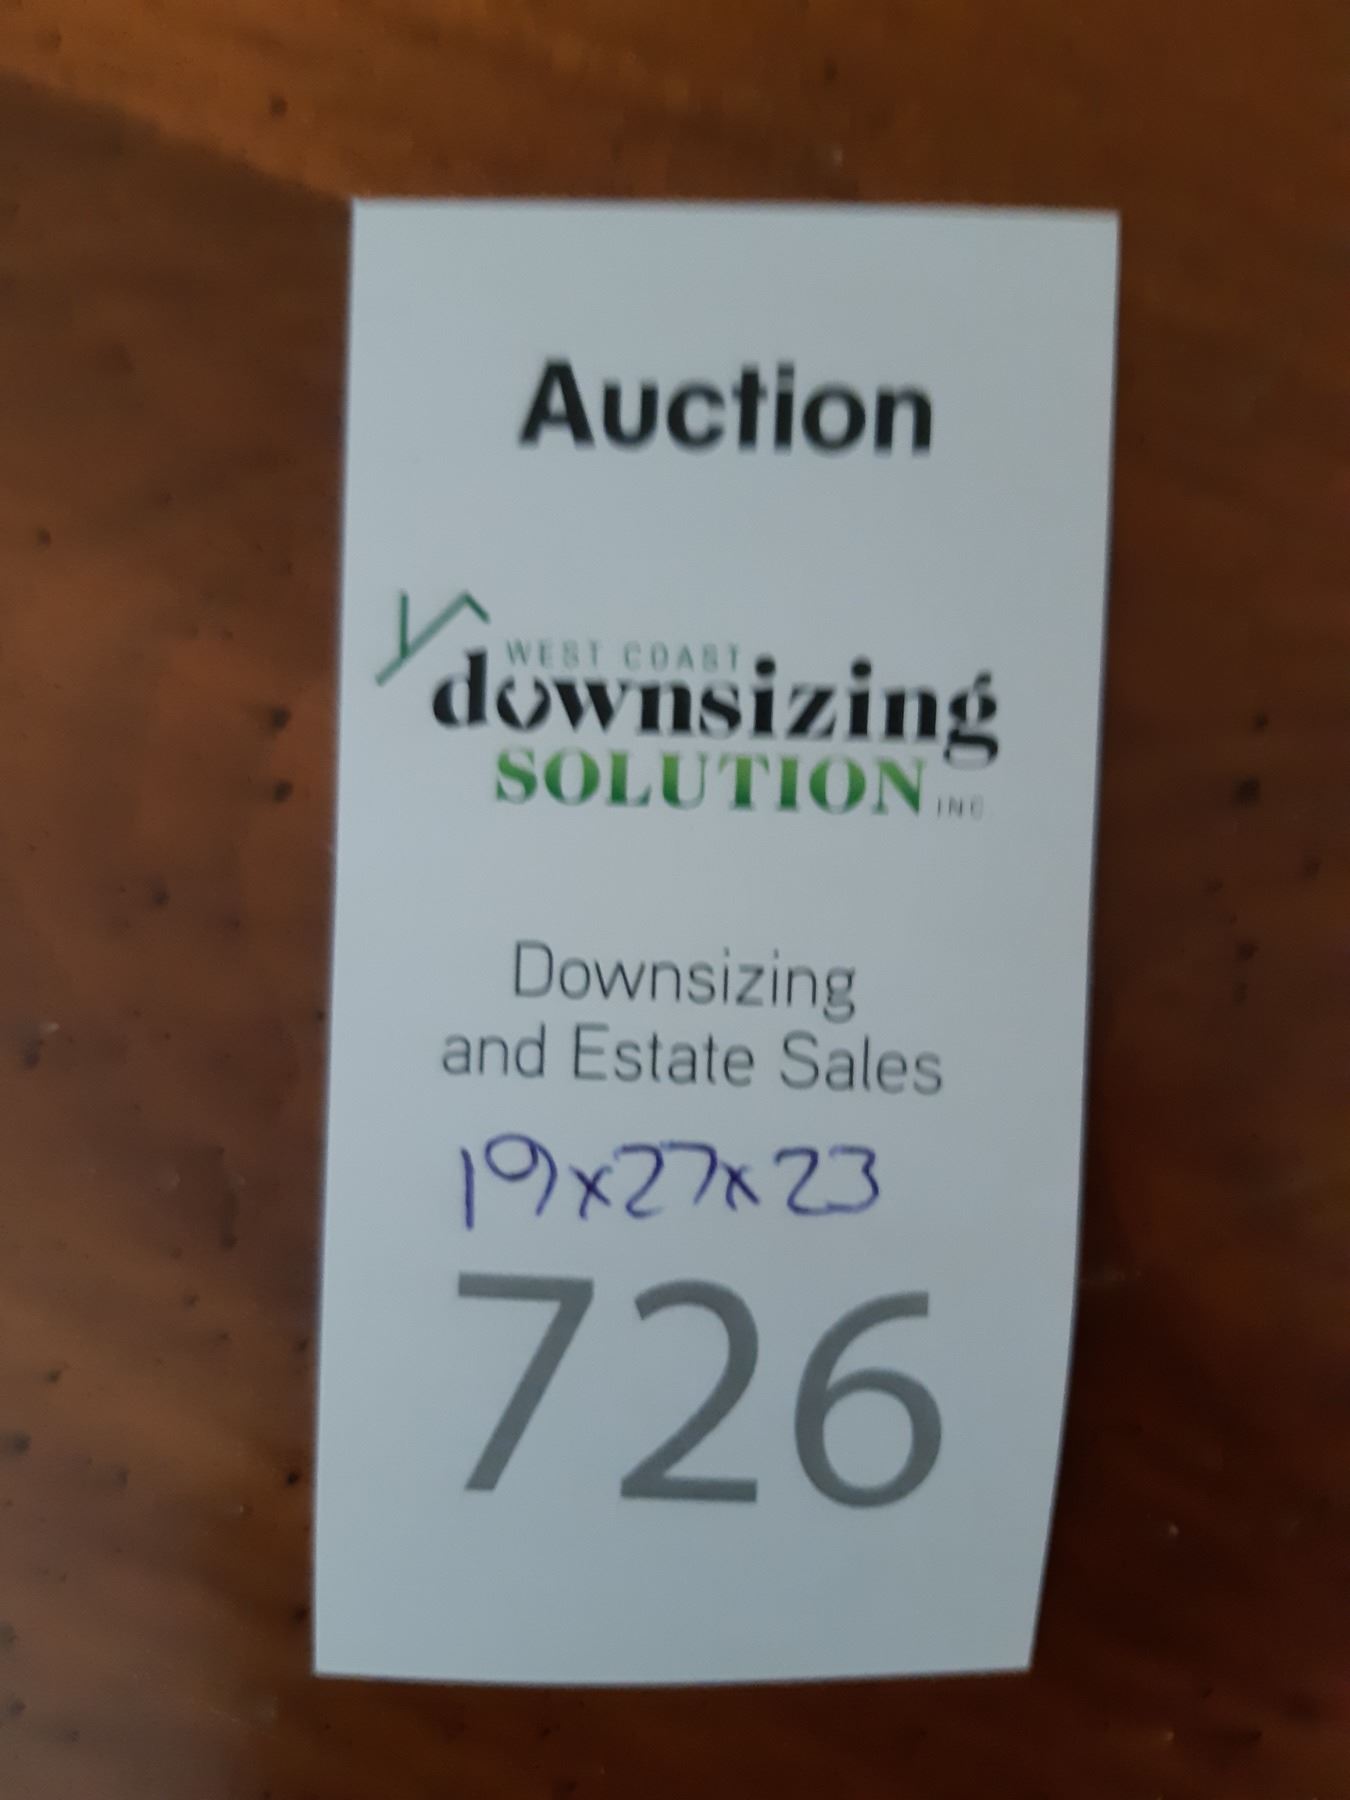 Auction
WEST COAST
downsizing
SOLUTION INC
Downsizing
and Estate Sales
19x27x23
726